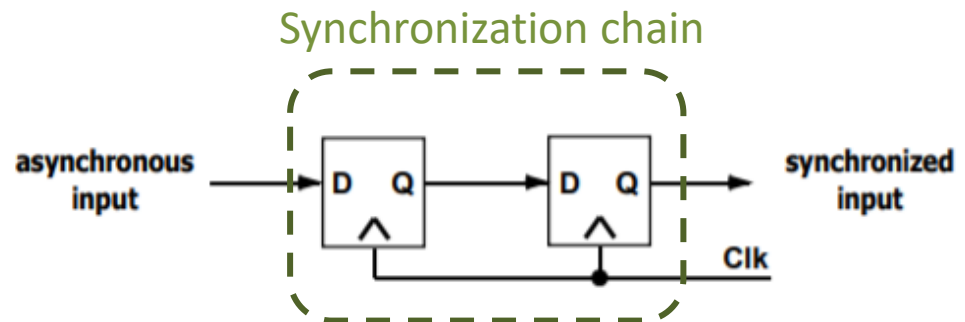 Synchronization chain
asynchronous
input
D Q
D Q
synchronized
input
Clk